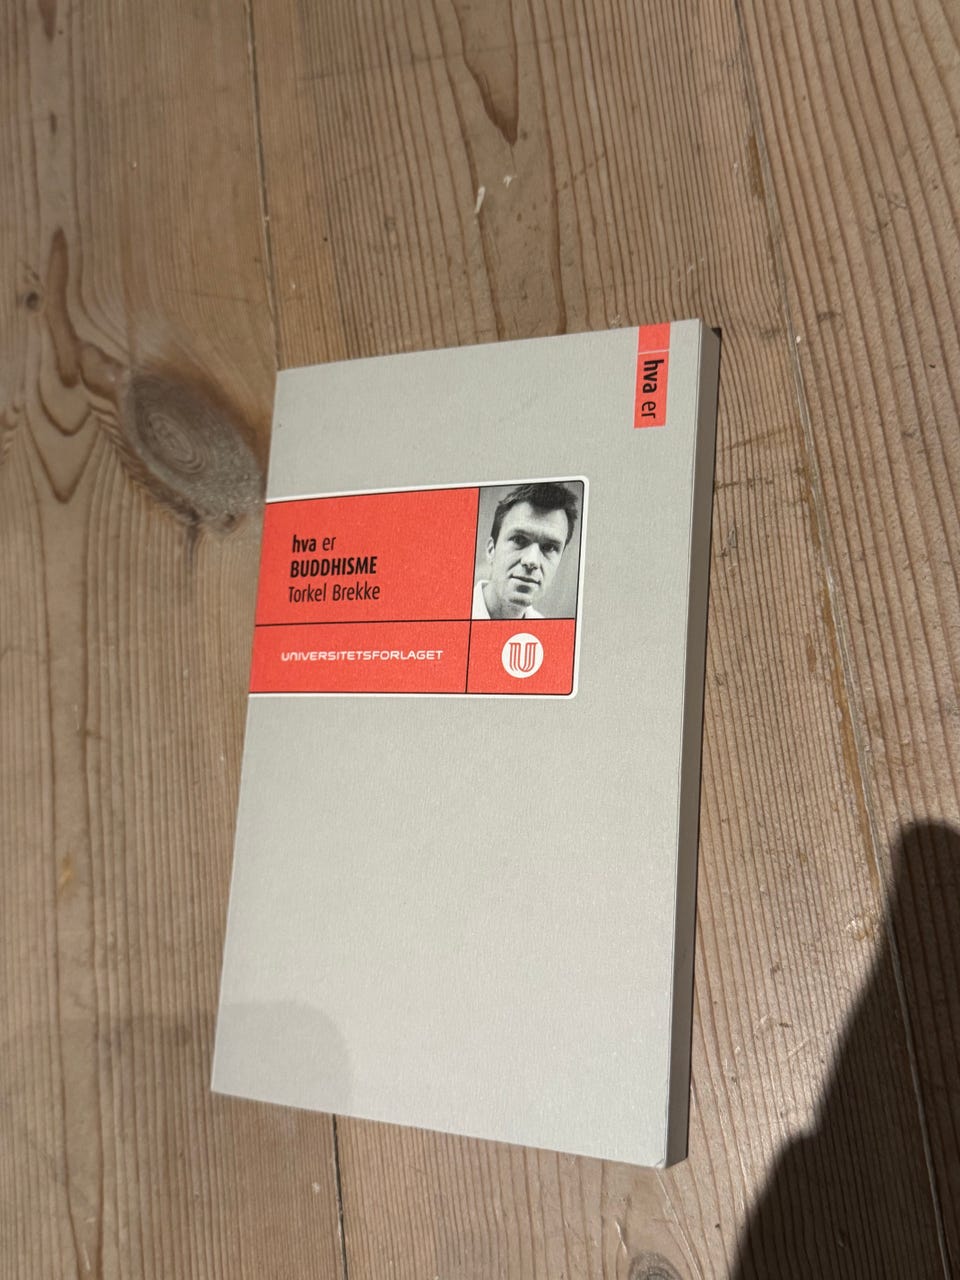 hva er
hva er
BUDDHISME
Torkel Brekke
UNIVERSITETSFORLAGET
U